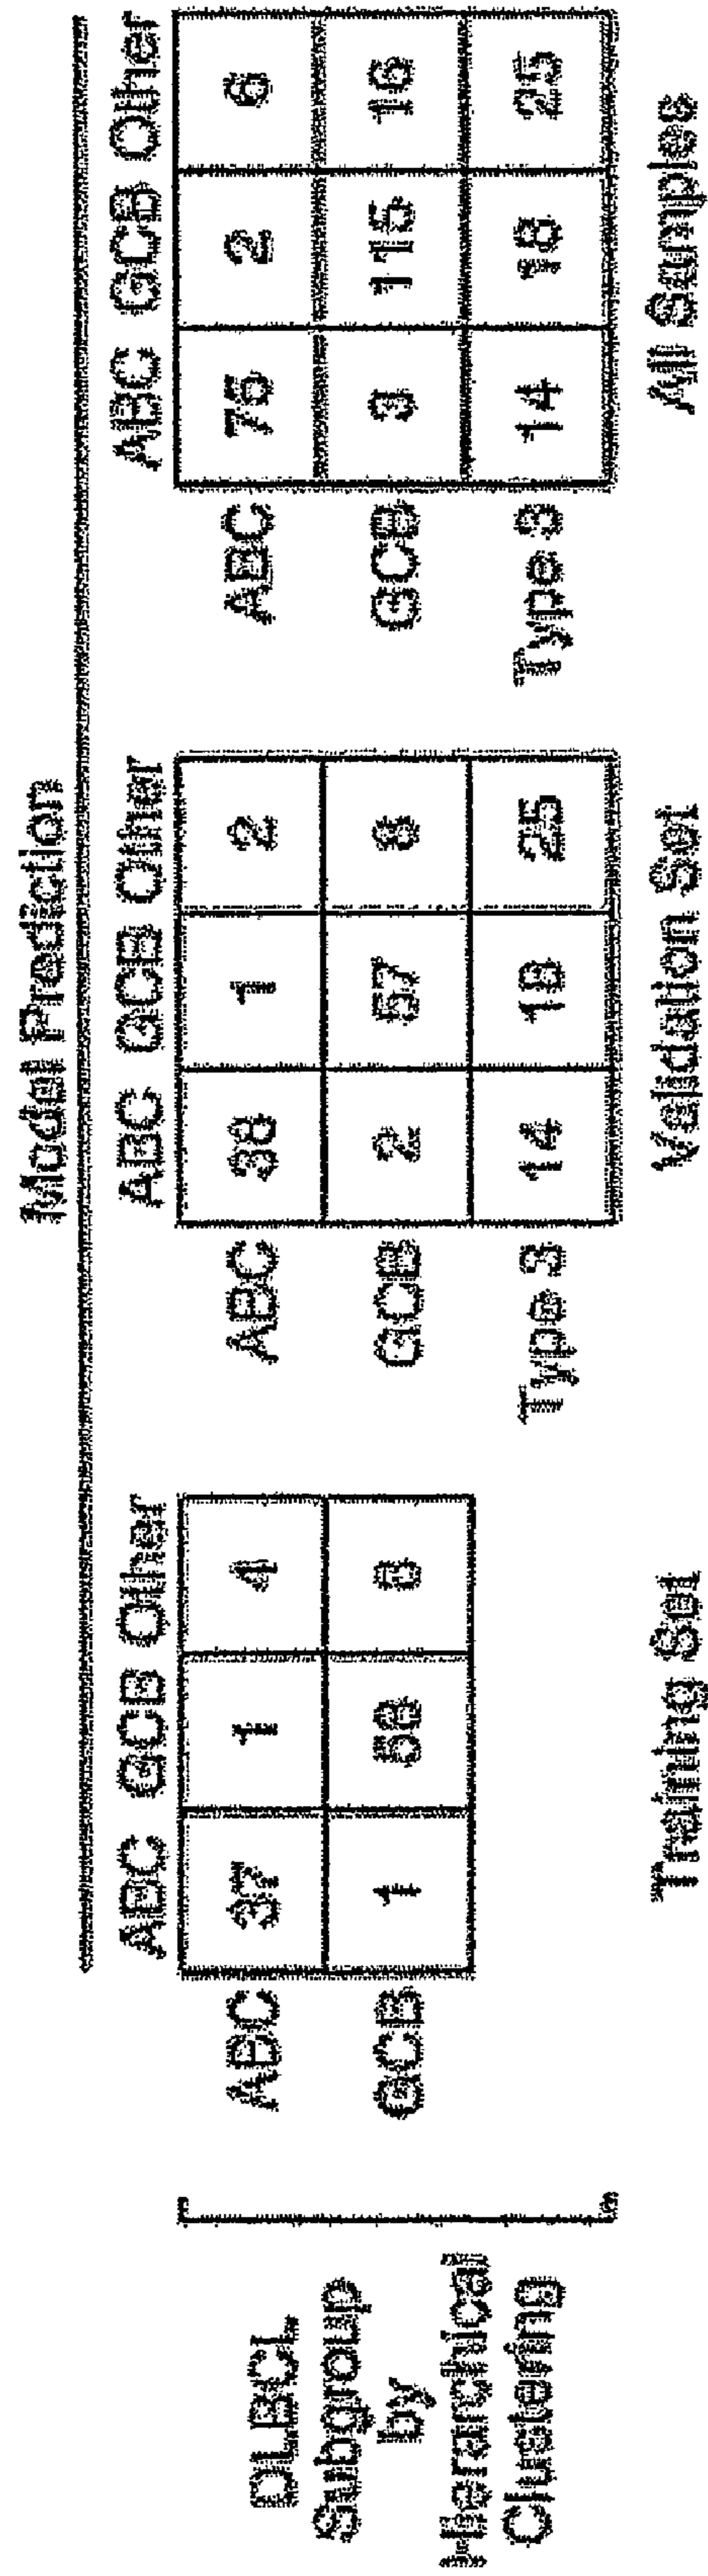 Model Prediction
ABC GCB Other ABC GCB Other ABC GCB Other
DLBCL
Subgroup
by
Hierarchical
Clustering
ABC 37 1 4
GCB 1 58 8
Training Set
ABC 38 1 2
GCB 2 57 8
Type 3 14 18 25
Validation Set
ABC 75 2 6
GCB 3 115 16
Type 3 14 18 25
All Samples